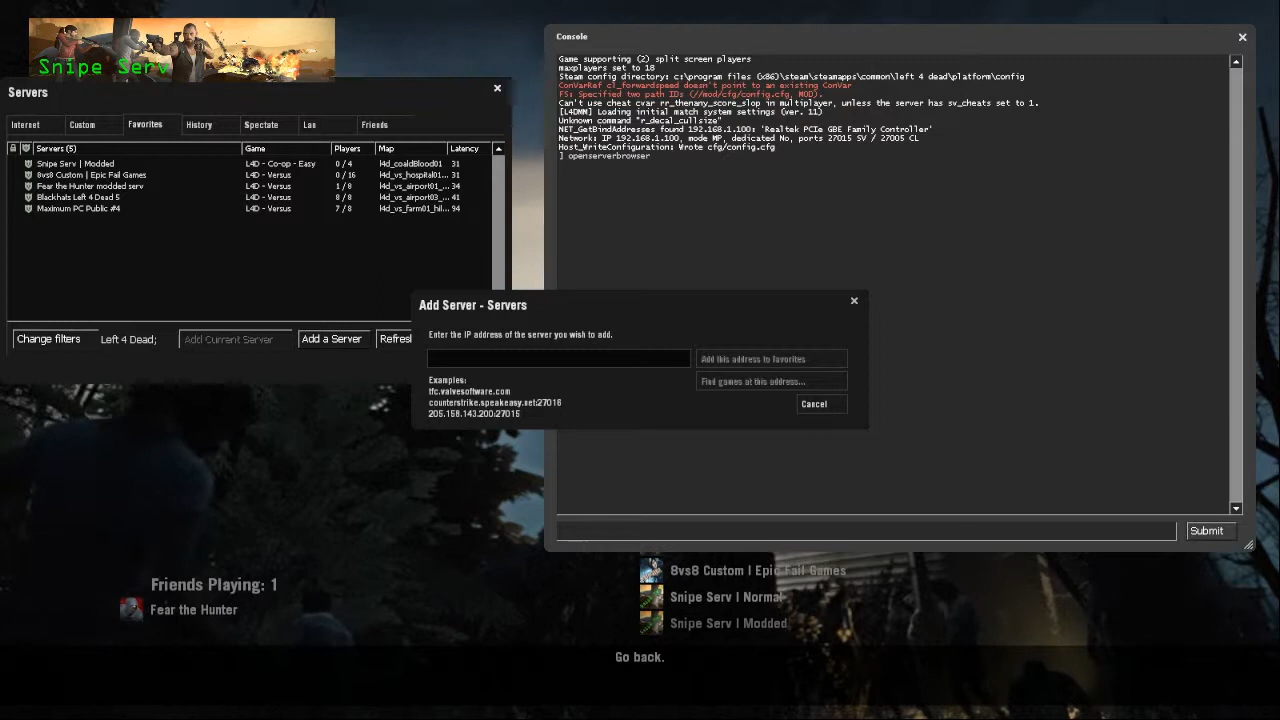 Snipe Serv
Servers
Internet Custom Favorites History Spectate Lan Friends
Servers (5) Game Players Map Latency
Snipe Serv | Modded L4D - Co-op - Easy 0 / 4 l4d_coaldBlood01 31
8vs8 Custom | Epic Fail Games L4D - Versus 0 / 16 l4d_vs_hospital01... 31
Fear the Hunter modded serv L4D - Versus 1 / 8 l4d_vs_airport01_... 34
Blackhats Left 4 Dead 5 L4D - Versus 8 / 8 l4d_vs_airport03_... 41
Maximum PC Public #4 L4D - Versus 7 / 8 l4d_vs_farm01_hil... 94
Change filters Left 4 Dead; Add Current Server Add a Server Refres
Console
Game supporting (2) split screen players
maxplayers set to 18
Steam config directory: c:\program files (x86)\steam\steamapps\common\left 4 dead\platform\config
ConVarRef cl_forwardspeed doesn't point to an existing ConVar
FS: Specified two path IDs (//mod/cfg/config.cfg, MOD).
Can't use cheat cvar rr_thenany_score_slop in multiplayer, unless the server has sv_cheats set to 1.
[L4DMM] Loading initial match system settings (ver. 11)
Unknown command "r_decal_cullsize"
NET_GetBindAddresses found 192.168.1.100: 'Realtek PCIe GBE Family Controller'
Network: IP 192.168.1.100, mode MP, dedicated No, ports 27015 SV / 27005 CL
Host_WriteConfiguration: Wrote cfg/config.cfg
] openserverbrowser
Submit
Add Server - Servers
Enter the IP address of the server you wish to add.
Add this address to favorites
Examples:
Find games at this address...
tfc.valvesoftware.com
counterstrike.speakeasy.net:27016
Cancel
205.158.143.200:27015
Friends Playing: 1
Fear the Hunter
8vs8 Custom | Epic Fail Games
Snipe Serv | Normal
Snipe Serv | Modded
Go back.